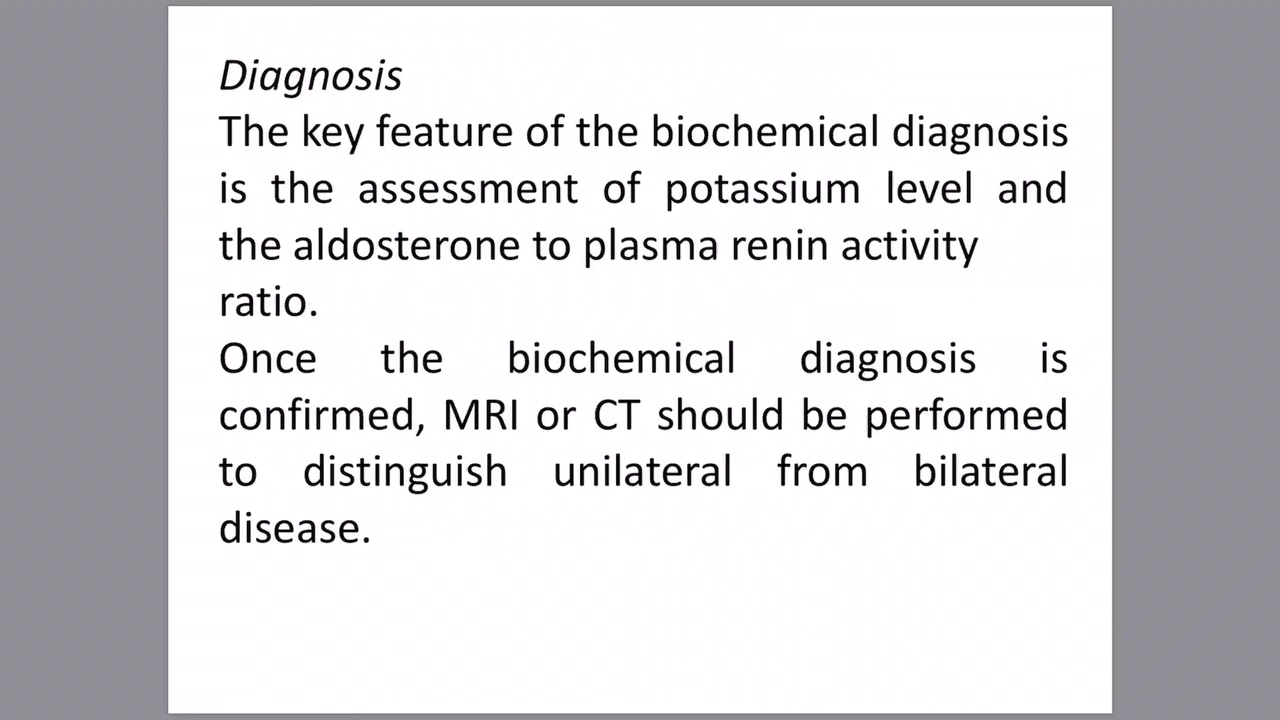 Diagnosis
The key feature of the biochemical diagnosis
is the assessment of potassium level and
the aldosterone to plasma renin activity
ratio.
Once the biochemical diagnosis is
confirmed, MRI or CT should be performed
to distinguish unilateral from bilateral
disease.